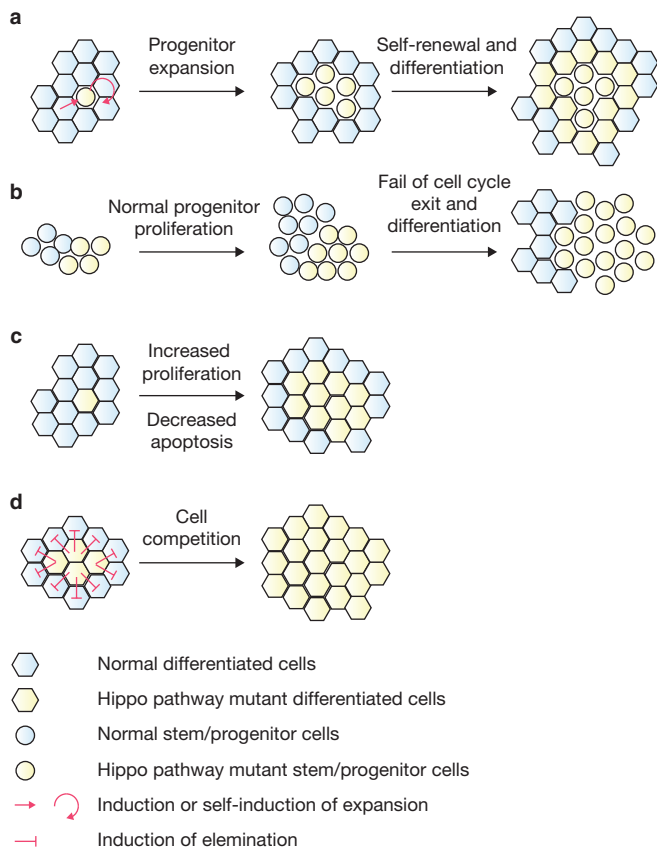 a
Progenitor
expansion
Self-renewal and
differentiation
b
Normal progenitor
proliferation
Fail of cell cycle
exit and
differentiation
c
Increased
proliferation
Decreased
apoptosis
d
Cell
competition
Normal differentiated cells
Hippo pathway mutant differentiated cells
Normal stem/progenitor cells
Hippo pathway mutant stem/progenitor cells
Induction or self-induction of expansion
Induction of elemination